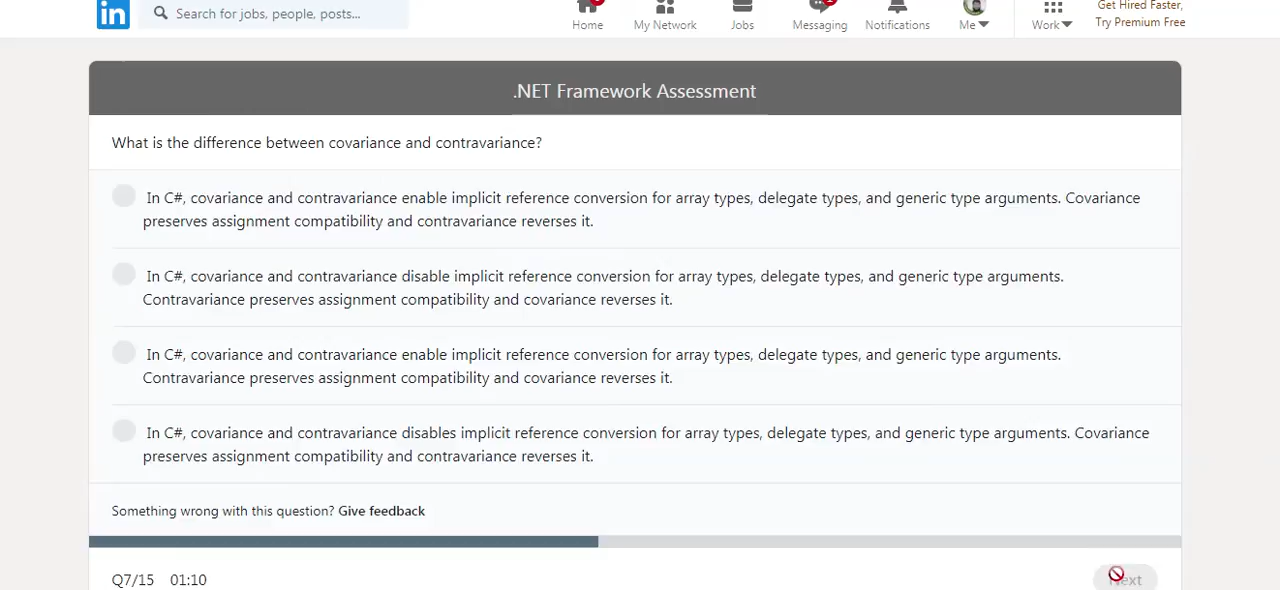 in
Search for jobs, people, posts...
Home
My Network
Jobs
Messaging
Notifications
Me
Work
Get Hired Faster,
Try Premium Free
.NET Framework Assessment
What is the difference between covariance and contravariance?
In C#, covariance and contravariance enable implicit reference conversion for array types, delegate types, and generic type arguments. Covariance
preserves assignment compatibility and contravariance reverses it.
In C#, covariance and contravariance disable implicit reference conversion for array types, delegate types, and generic type arguments.
Contravariance preserves assignment compatibility and covariance reverses it.
In C#, covariance and contravariance enable implicit reference conversion for array types, delegate types, and generic type arguments.
Contravariance preserves assignment compatibility and covariance reverses it.
In C#, covariance and contravariance disables implicit reference conversion for array types, delegate types, and generic type arguments. Covariance
preserves assignment compatibility and contravariance reverses it.
Something wrong with this question? Give feedback
Q7/15 01:10
Next